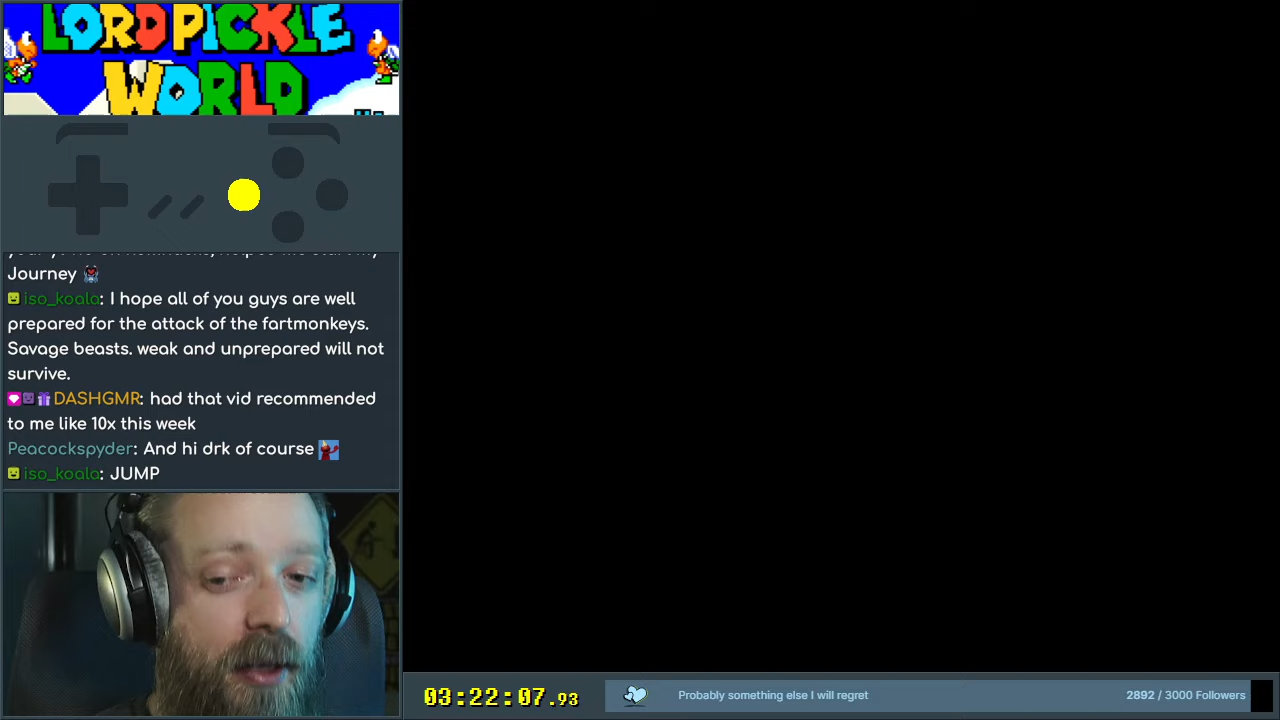 LORD PICKLE
WORLD
Journey
iso_koala: I hope all of you guys are well
prepared for the attack of the fartmonkeys.
Savage beasts. weak and unprepared will not
survive.
DASHGMR: had that vid recommended
to me like 10x this week
Peacockspyder: And hi drk of course
iso_koala: JUMP
03:22:07.93
Probably something else I will regret
2892 / 3000 Followers